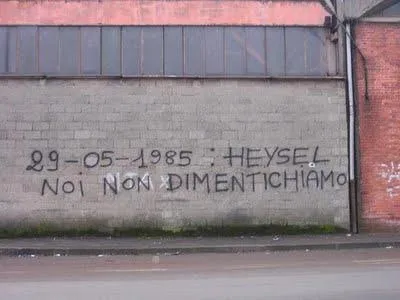 29-05-1985 : HEYSEL
NOI NON DIMENTICHIAMO